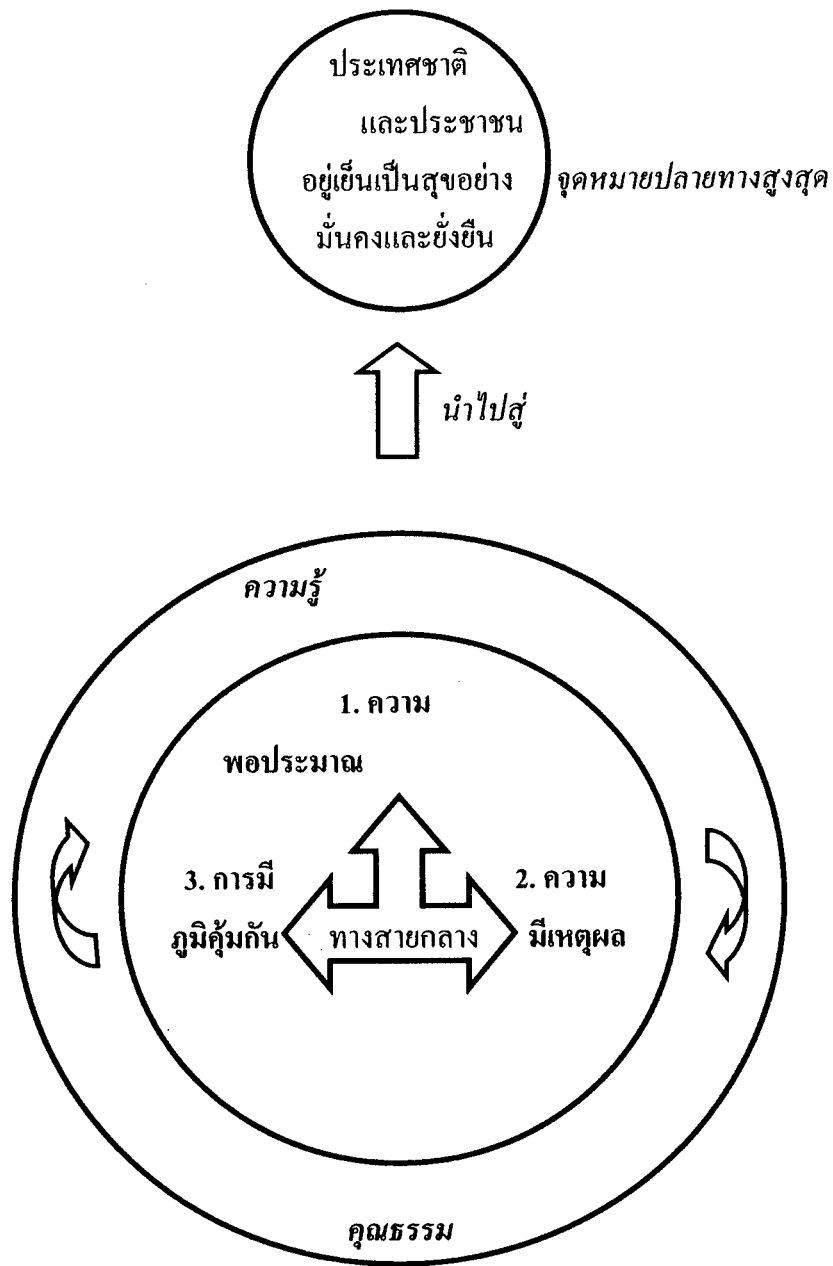 ประเทศชาติ
และประชาชน
อยู่เย็นเป็นสุขอย่าง
มั่นคงและยั่งยืน
จุดหมายปลายทางสูงสุด
นำไปสู่
ความรู้
1. ความ
พอประมาณ
3. การมี
ภูมิคุ้มกัน
ทางสายกลาง
2. ความ
มีเหตุผล
คุณธรรม